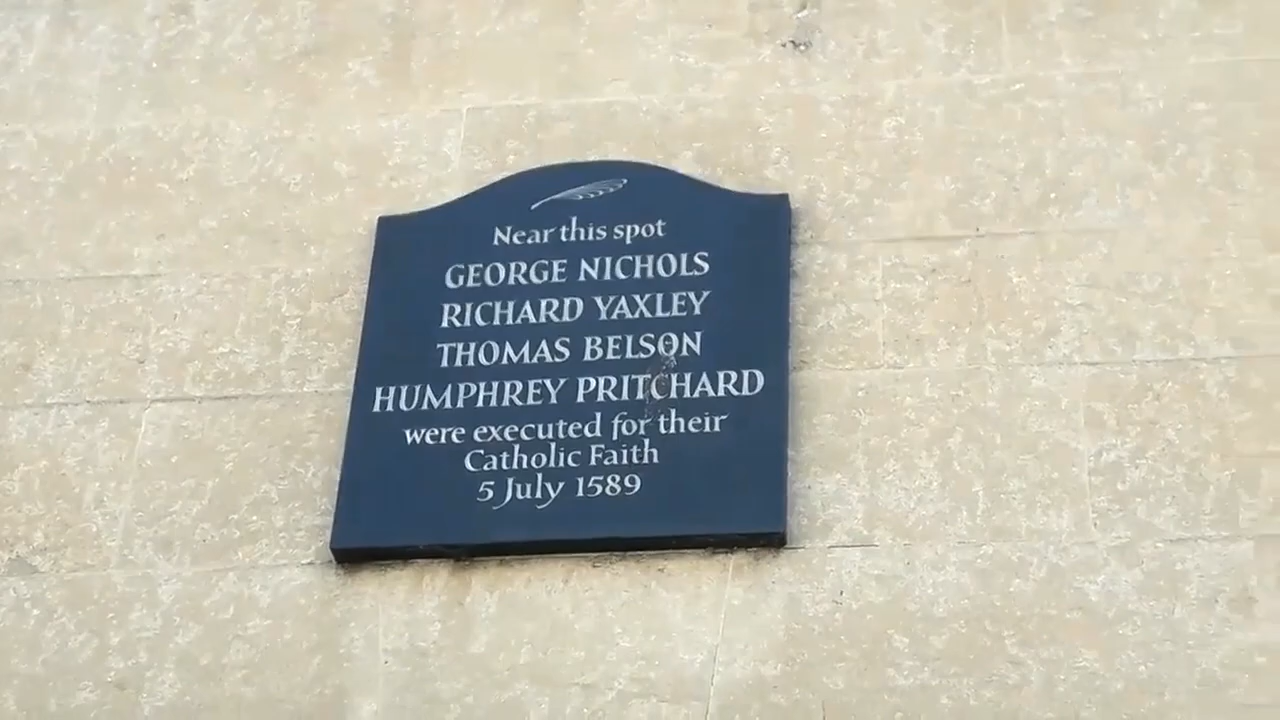 Near this spot
GEORGE NICHOLS
RICHARD YAXLEY
THOMAS BELSON
HUMPHREY PRITCHARD
were executed for their
Catholic Faith
5 July 1589